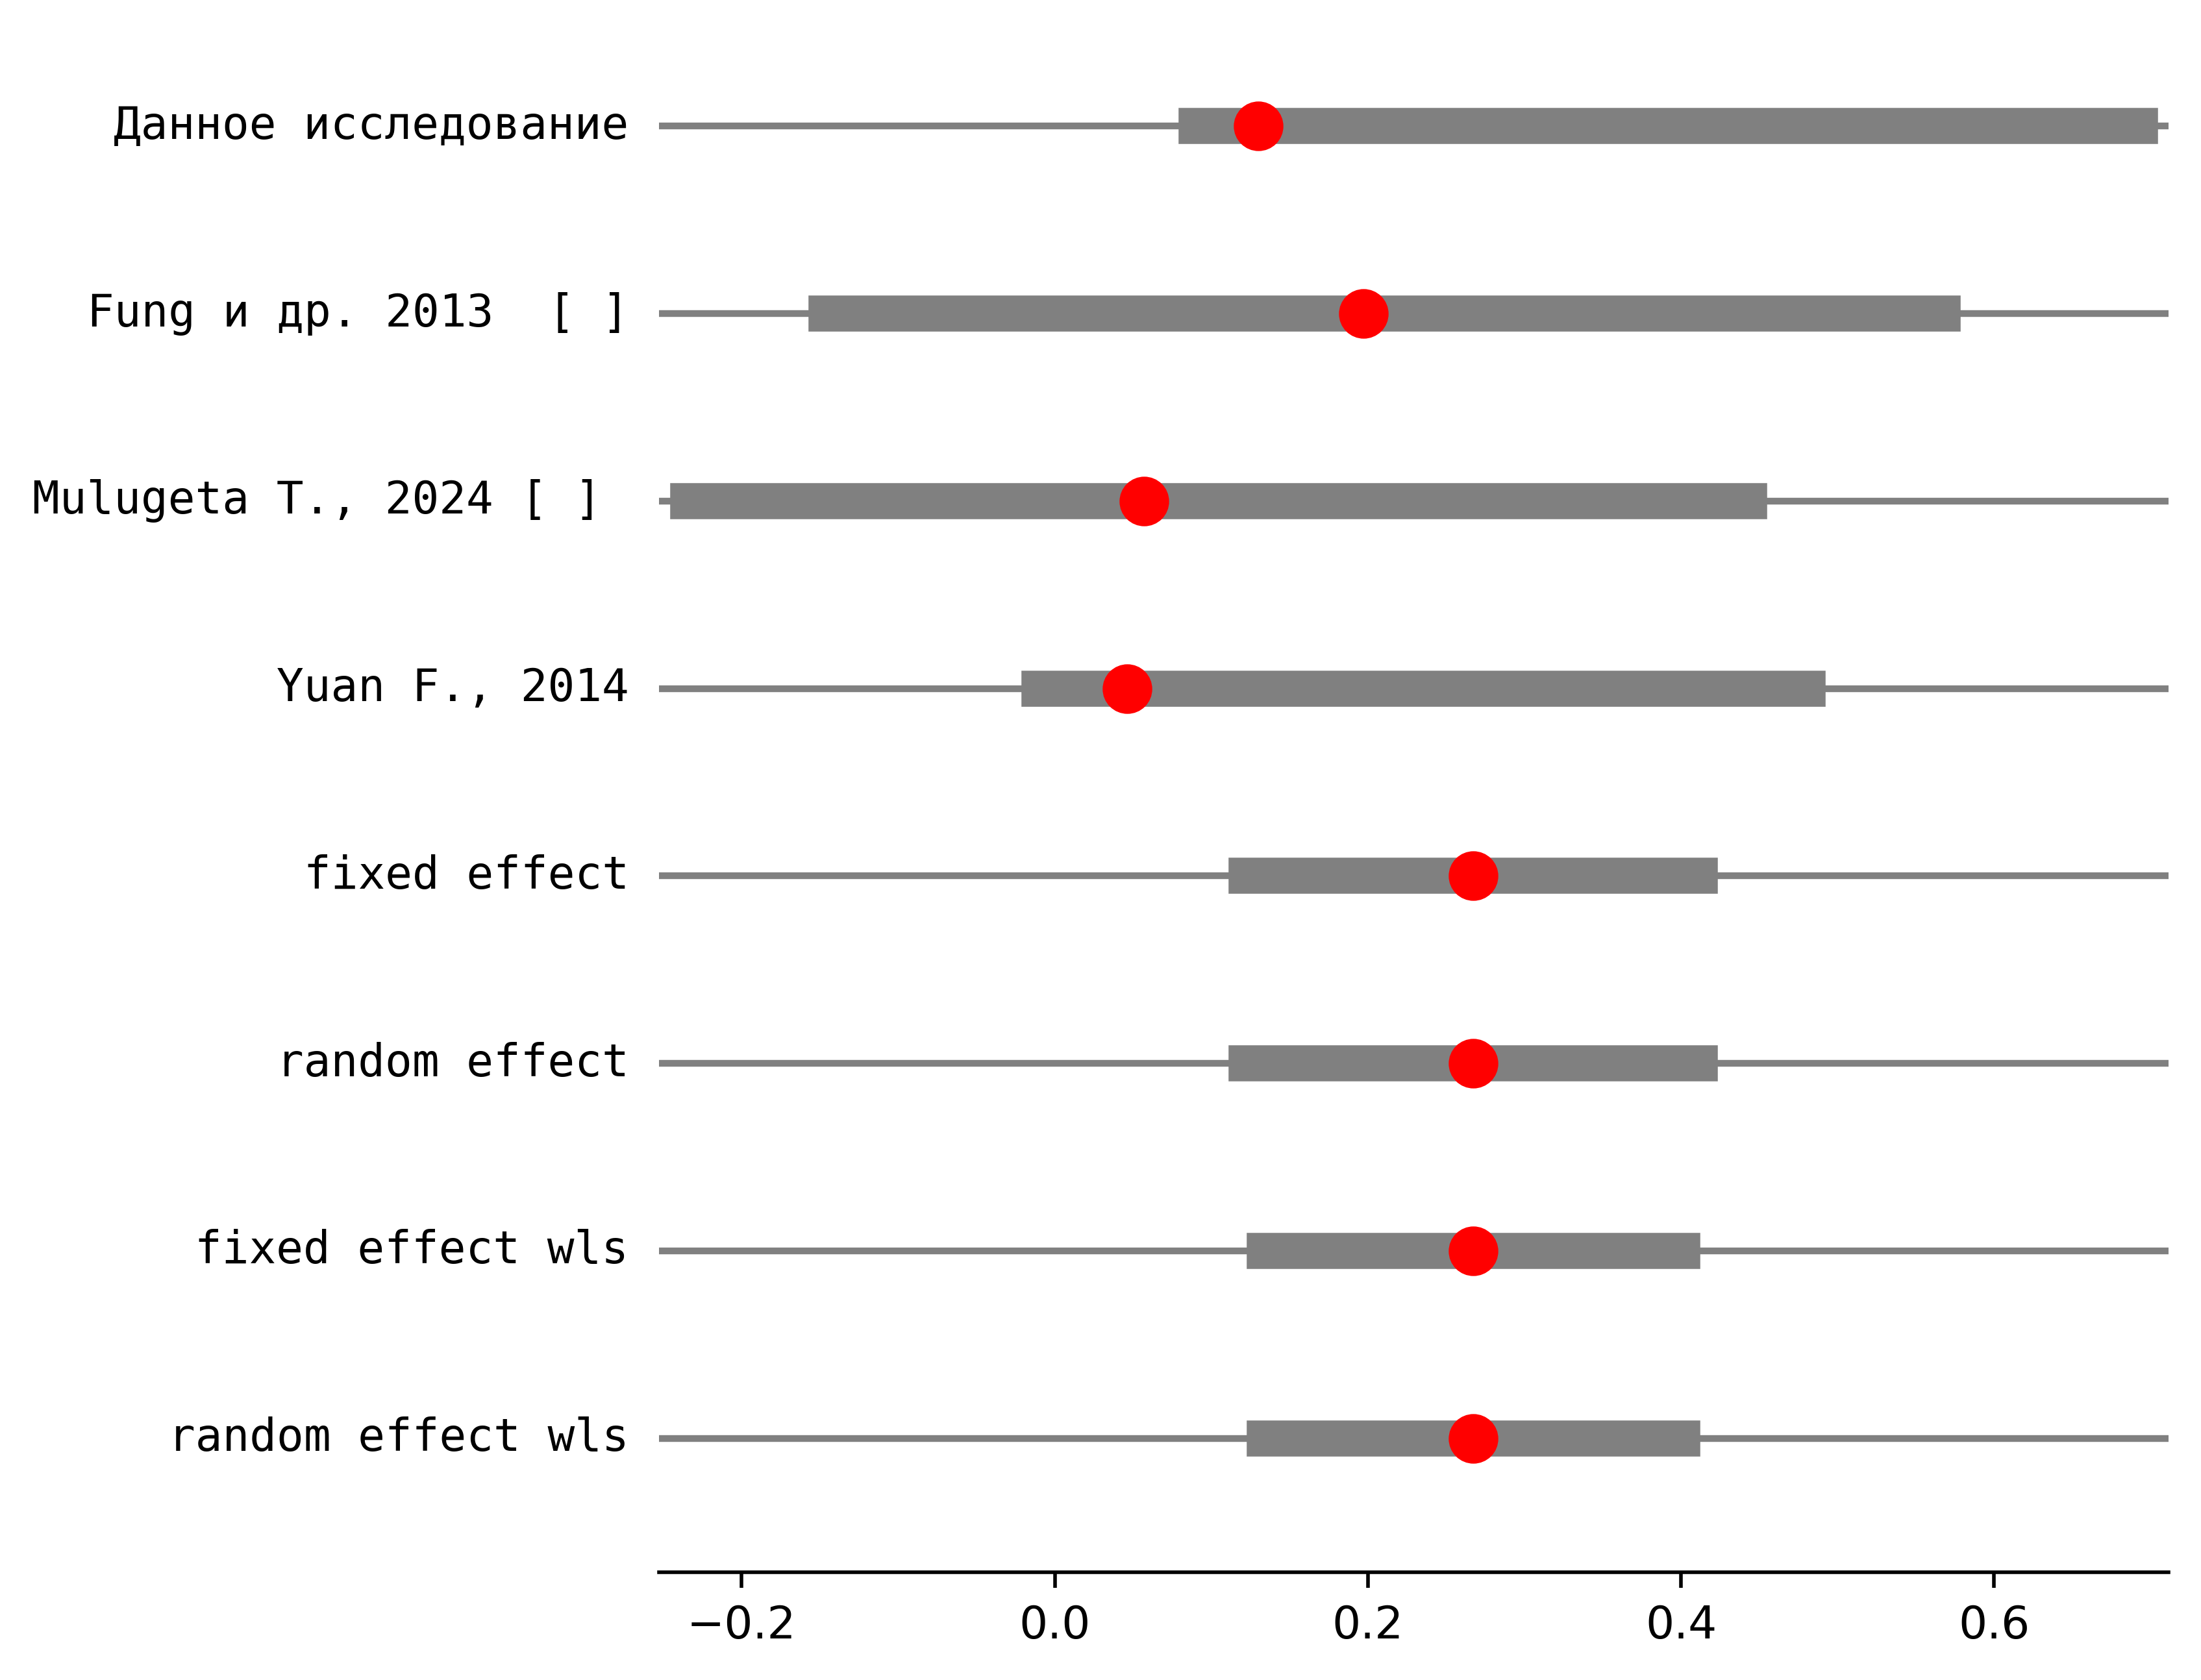 Данное исследование
Fung и др. 2013  [ ]
Mulugeta T., 2024 [ ]
Yuan F., 2014
fixed effect
random effect
fixed effect wls
random effect wls
−0.2 0.0 0.2 0.4 0.6